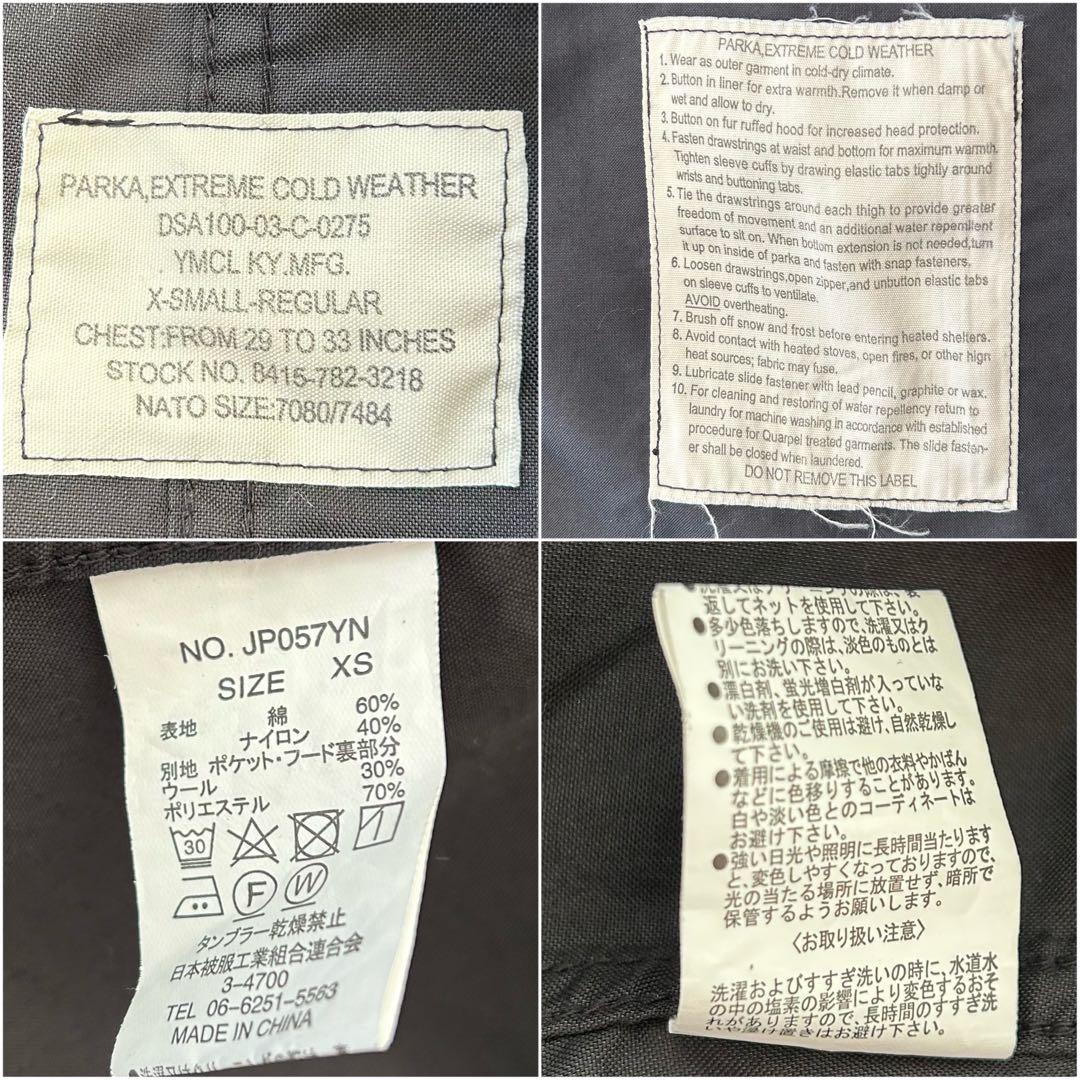 PARKA,EXTREME COLD WEATHER
DSA100-03-C-0275
YMCL KY.MFG.
X-SMALL-REGULAR
CHEST:FROM 29 TO 33 INCHES
STOCK NO. 8415-782-3218
NATO SIZE:7080/7484
PARKA,EXTREME COLD WEATHER
1. Wear as outer garment in cold-dry climate.
2. Button in liner for extra warmth.Remove it when damp or
wet and allow to dry.
3. Button on fur ruffed hood for increased head protection.
4. Fasten drawstrings at waist and bottom for maximum warmth.
Tighten sleeve cuffs by drawing elastic tabs tightly around
wrists and buttoning tabs.
5. Tie the drawstrings around each thigh to provide greater
freedom of movement and an additional water repemllent
surface to sit on. When bottom extension is not needed,turn
it up on inside of parka and fasten with snap fasteners.
6. Loosen drawstrings,open zipper,and unbutton elastic tabs
on sleeve cuffs to ventilate.
AVOID overtheating.
7. Brush off snow and frost before entering heated shelters.
8. Avoid contact with heated stoves, open fires, or other hign
heat sources; fabric may fuse.
9. Lubricate slide fastener with lead pencil, graphite or wax.
10. For cleaning and restoring of water repellency return to
laundry for machine washing in accordance with established
procedure for Quarpel treated garments. The slide fasten-
er shall be closed when laundered.
DO NOT REMOVE THIS LABEL
NO. JP057YN
SIZE XS
表地 綿 60%
ナイロン 40%
別地 ポケット・フード裏部分
ウール 30%
ポリエステル 70%
30
F W
タンブラー乾燥禁止
日本被服工業組合連合会
3-4700
TEL 06-6251-5563
MADE IN CHINA
返してネットを使用して下さい。
●多少色落ちしますので、洗濯又はク
リーニングの際は、淡色のものとは
別にお洗い下さい。
●漂白剤、蛍光増白剤が入っていな
い洗剤を使用して下さい。
●乾燥機のご使用は避け、自然乾燥し
て下さい。
●着用による摩擦で他の衣料やかばん
などに色移りすることがあります。
白や淡い色とのコーディネートは
お避け下さい。
●強い日光や照明に長時間当たります
と、変色しやすくなっておりますので、
光の当たる場所に放置せず、暗所で
保管するようお願いします。
〈お取り扱い注意〉
洗濯およびすすぎ洗いの時に、水道水
の中の塩素の影響により変色するおそ
れがありますので、長時間のすすぎ洗
いや浸け置きはお避け下さい。